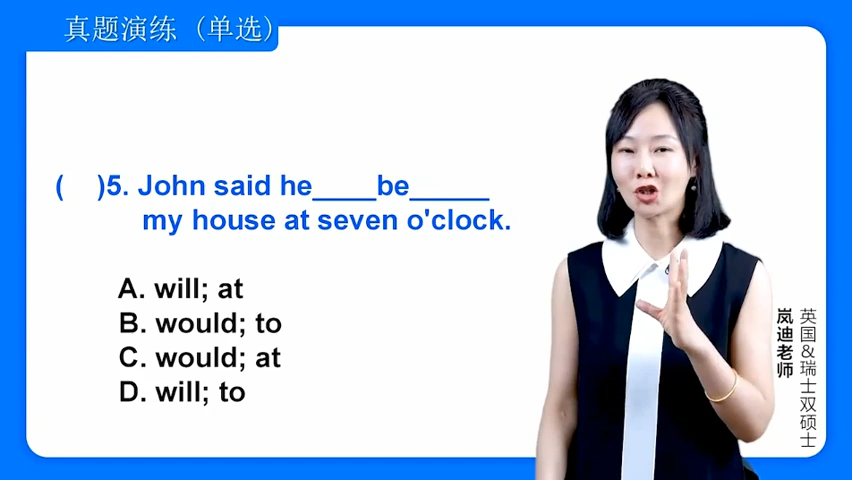 真题演练（单选）
(    )5. John said he____be_____
my house at seven o'clock.
A. will; at
B. would; to
C. would; at
D. will; to
英国&瑞士双硕士
岚迪老师